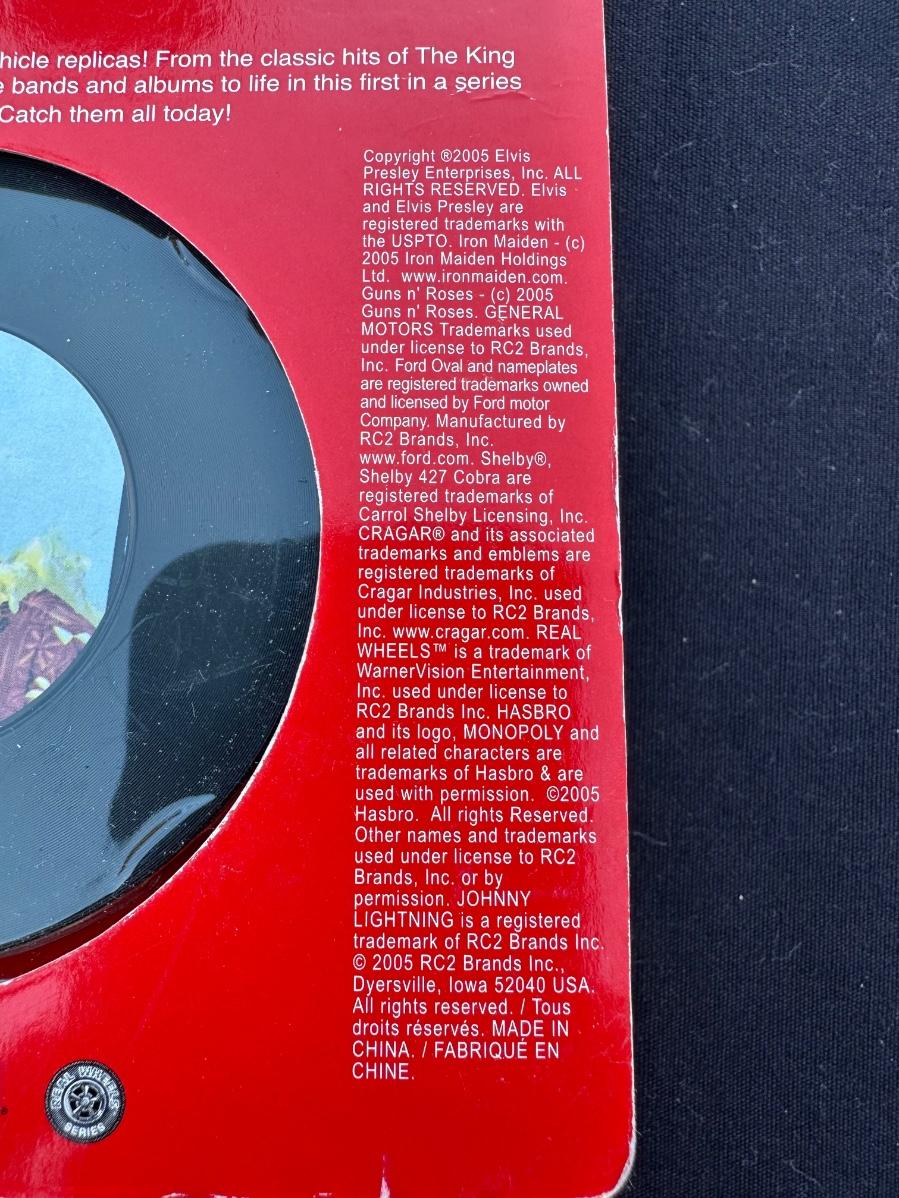 hicle replicas! From the classic hits of The King
e bands and albums to life in this first in a series
Catch them all today!
Copyright ®2005 Elvis
Presley Enterprises, Inc. ALL
RIGHTS RESERVED. Elvis
and Elvis Presley are
registered trademarks with
the USPTO. Iron Maiden - (c)
2005 Iron Maiden Holdings
Ltd. www.ironmaiden.com.
Guns n' Roses - (c) 2005
Guns n' Roses. GENERAL
MOTORS Trademarks used
under license to RC2 Brands,
Inc. Ford Oval and nameplates
are registered trademarks owned
and licensed by Ford motor
Company. Manufactured by
RC2 Brands, Inc.
www.ford.com. Shelby®,
Shelby 427 Cobra are
registered trademarks of
Carrol Shelby Licensing, Inc.
CRAGAR® and its associated
trademarks and emblems are
registered trademarks of
Cragar Industries, Inc. used
under license to RC2 Brands,
Inc. www.cragar.com. REAL
WHEELS™ is a trademark of
WarnerVision Entertainment,
Inc. used under license to
RC2 Brands Inc. HASBRO
and its logo, MONOPOLY and
all related characters are
trademarks of Hasbro & are
used with permission. ©2005
Hasbro. All rights Reserved.
Other names and trademarks
used under license to RC2
Brands, Inc. or by
permission. JOHNNY
LIGHTNING is a registered
trademark of RC2 Brands Inc.
© 2005 RC2 Brands Inc.,
Dyersville, Iowa 52040 USA.
All rights reserved. / Tous
droits réservés. MADE IN
CHINA. / FABRIQUÉ EN
CHINE.
REAL WHEELS
SERIES